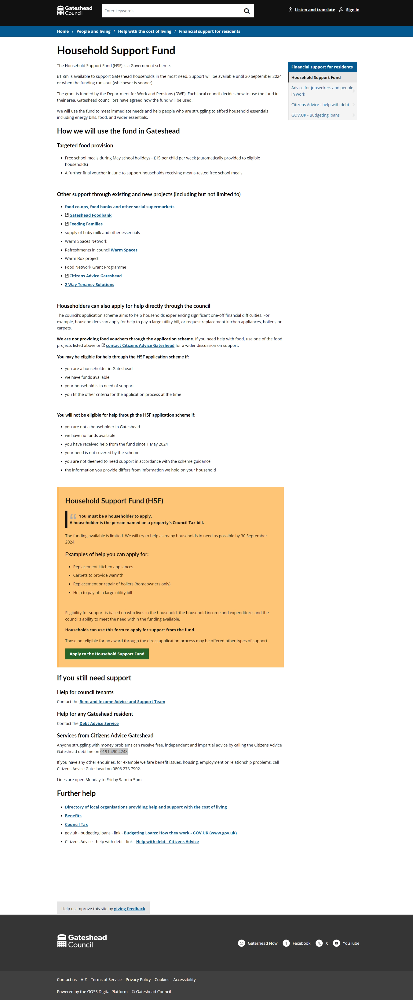 Gateshead
Council
Enter keywords
Listen and translate
Sign in
Home / People and living / Help with the cost of living / Financial support for residents
Household Support Fund
The Household Support Fund (HSF) is a Government scheme.
£1.8m is available to support Gateshead households in the most need. Support will be available until 30 September 2024,
or when the funding runs out (whichever is sooner).
The grant is funded by the Department for Work and Pensions (DWP). Each local council decides how to use the fund in
their area. Gateshead councillors have agreed how the fund will be used.
We will use the fund to meet immediate needs and help people who are struggling to afford household essentials
including energy bills, food, and wider essentials.
Financial support for residents
Household Support Fund
Advice for jobseekers and people
in work
Citizens Advice - help with debt
GOV.UK - Budgeting loans
How we will use the fund in Gateshead
Targeted food provision
• Free school meals during May school holidays - £15 per child per week (automatically provided to eligible
households)
• A further final voucher in June to support households receiving means-tested free school meals
Other support through existing and new projects (including but not limited to)
• food co-ops, food banks and other social supermarkets
• Gateshead Foodbank
• Feeding Families
• supply of baby milk and other essentials
• Warm Spaces Network
• Refreshments in council Warm Spaces
• Warm Box project
• Food Network Grant Programme
• Citizens Advice Gateshead
• 2 Way Tenancy Solutions
Householders can also apply for help directly through the council
The council's application scheme aims to help households experiencing significant one-off financial difficulties. For
example, householders can apply for help to pay a large utility bill, or request replacement kitchen appliances, boilers, or
carpets.
We are not providing food vouchers through the application scheme. If you need help with food, use one of the food
projects listed above or contact Citizens Advice Gateshead for a wider discussion on support.
You may be eligible for help through the HSF application scheme if:
• you are a householder in Gateshead
• we have funds available
• your household is in need of support
• you fit the other criteria for the application process at the time
You will not be eligible for help through the HSF application scheme if:
• you are not a householder in Gateshead
• we have no funds available
• you have received help from the fund since 1 May 2024
• your need is not covered by the scheme
• you are not deemed to need support in accordance with the scheme guidance
• the information you provide differs from information we hold on your household
Household Support Fund (HSF)
“ You must be a householder to apply.
A householder is the person named on a property's Council Tax bill.
The funding available is limited. We will try to help as many households in need as possible by 30 September
2024.
Examples of help you can apply for:
• Replacement kitchen appliances
• Carpets to provide warmth
• Replacement or repair of boilers (homeowners only)
• Help to pay off a large utility bill
Eligibility for support is based on who lives in the household, the household income and expenditure, and the
council's ability to meet the need within the funding available.
Households can use this form to apply for support from the fund.
Those not eligible for an award through the direct application process may be offered other types of support.
Apply to the Household Support Fund
If you still need support
Help for council tenants
Contact the Rent and Income Advice and Support Team
Help for any Gateshead resident
Contact the Debt Advice Service
Services from Citizens Advice Gateshead
Anyone struggling with money problems can receive free, independent and impartial advice by calling the Citizens Advice
Gateshead debtline on 0191 490 4248.
If you have any other enquiries, for example welfare benefit issues, housing, employment or relationship problems, call
Citizens Advice Gateshead on 0808 278 7902.
Lines are open Monday to Friday 9am to 5pm.
Further help
• Directory of local organisations providing help and support with the cost of living
• Benefits
• Council Tax
• gov.uk - budgeting loans - link - Budgeting Loans: How they work - GOV.UK (www.gov.uk)
• Citizens Advice - help with debt - link - Help with debt - Citizens Advice
Help us improve this site by giving feedback
Gateshead
Council
Gateshead Now
Facebook
X
YouTube
Contact us A-Z Terms of Service Privacy Policy Cookies Accessibility
Powered by the GOSS Digital Platform © Gateshead Council